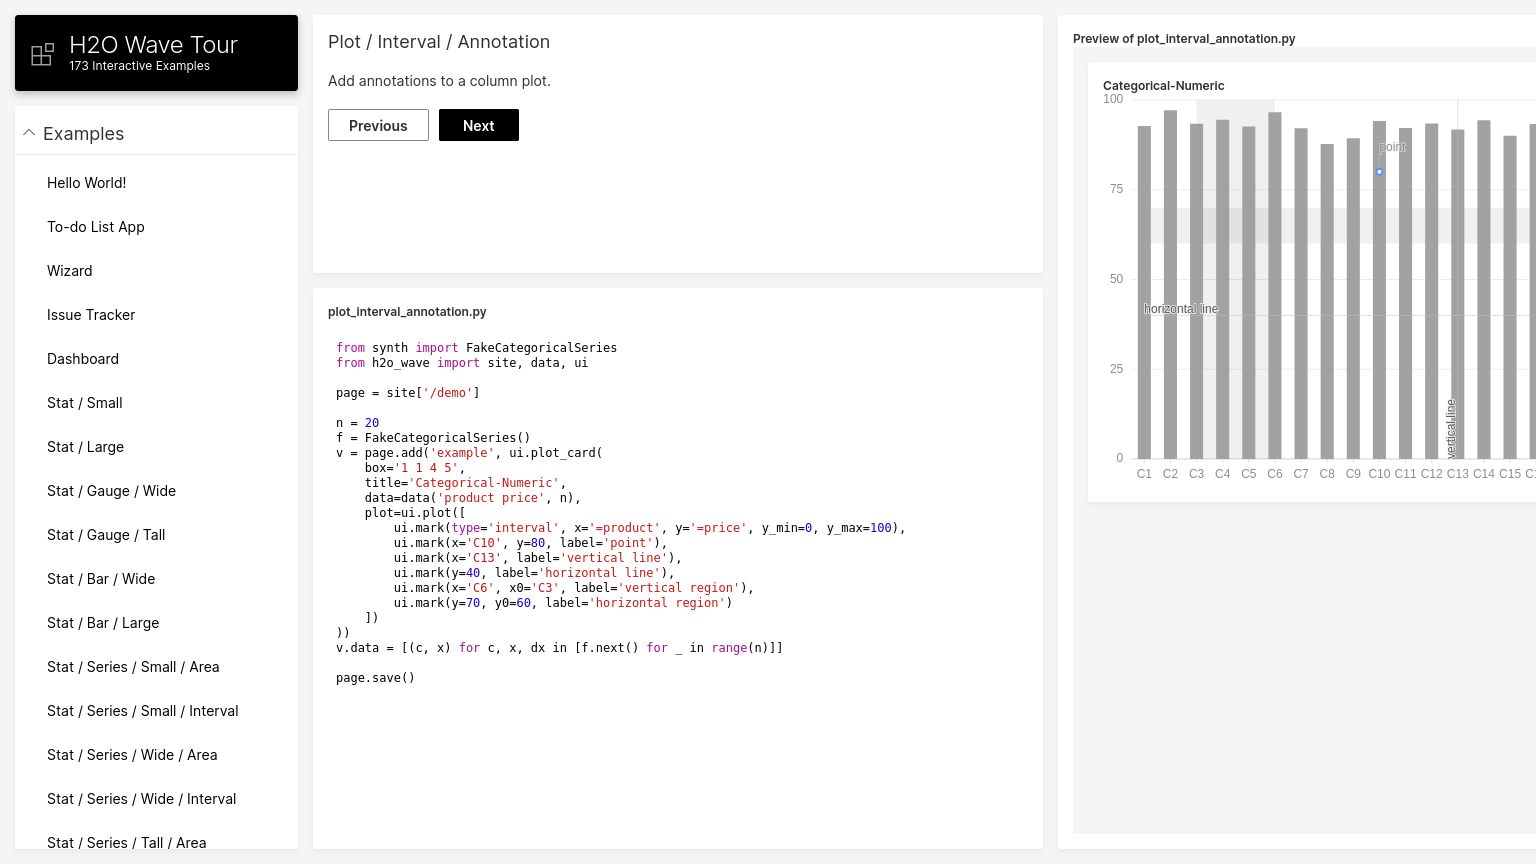 H2O Wave Tour
173 Interactive Examples
Examples
Hello World!
To-do List App
Wizard
Issue Tracker
Dashboard
Stat / Small
Stat / Large
Stat / Gauge / Wide
Stat / Gauge / Tall
Stat / Bar / Wide
Stat / Bar / Large
Stat / Series / Small / Area
Stat / Series / Small / Interval
Stat / Series / Wide / Area
Stat / Series / Wide / Interval
Stat / Series / Tall / Area
Plot / Interval / Annotation
Add annotations to a column plot.
Previous Next
plot_interval_annotation.py
from synth import FakeCategoricalSeries
from h2o_wave import site, data, ui
page = site['/demo']
n = 20
f = FakeCategoricalSeries()
v = page.add('example', ui.plot_card(
    box='1 1 4 5',
    title='Categorical-Numeric',
    data=data('product price', n),
    plot=ui.plot([
        ui.mark(type='interval', x='=product', y='=price', y_min=0, y_max=100),
        ui.mark(x='C10', y=80, label='point'),
        ui.mark(x='C13', label='vertical line'),
        ui.mark(y=40, label='horizontal line'),
        ui.mark(x='C6', x0='C3', label='vertical region'),
        ui.mark(y=70, y0=60, label='horizontal region')
    ])
))
v.data = [(c, x) for c, x, dx in [f.next() for _ in range(n)]]
page.save()
Preview of plot_interval_annotation.py
Categorical-Numeric
100
point
75
50
horizontal line
25
vertical line
0
C1 C2 C3 C4 C5 C6 C7 C8 C9 C10 C11 C12 C13 C14 C15